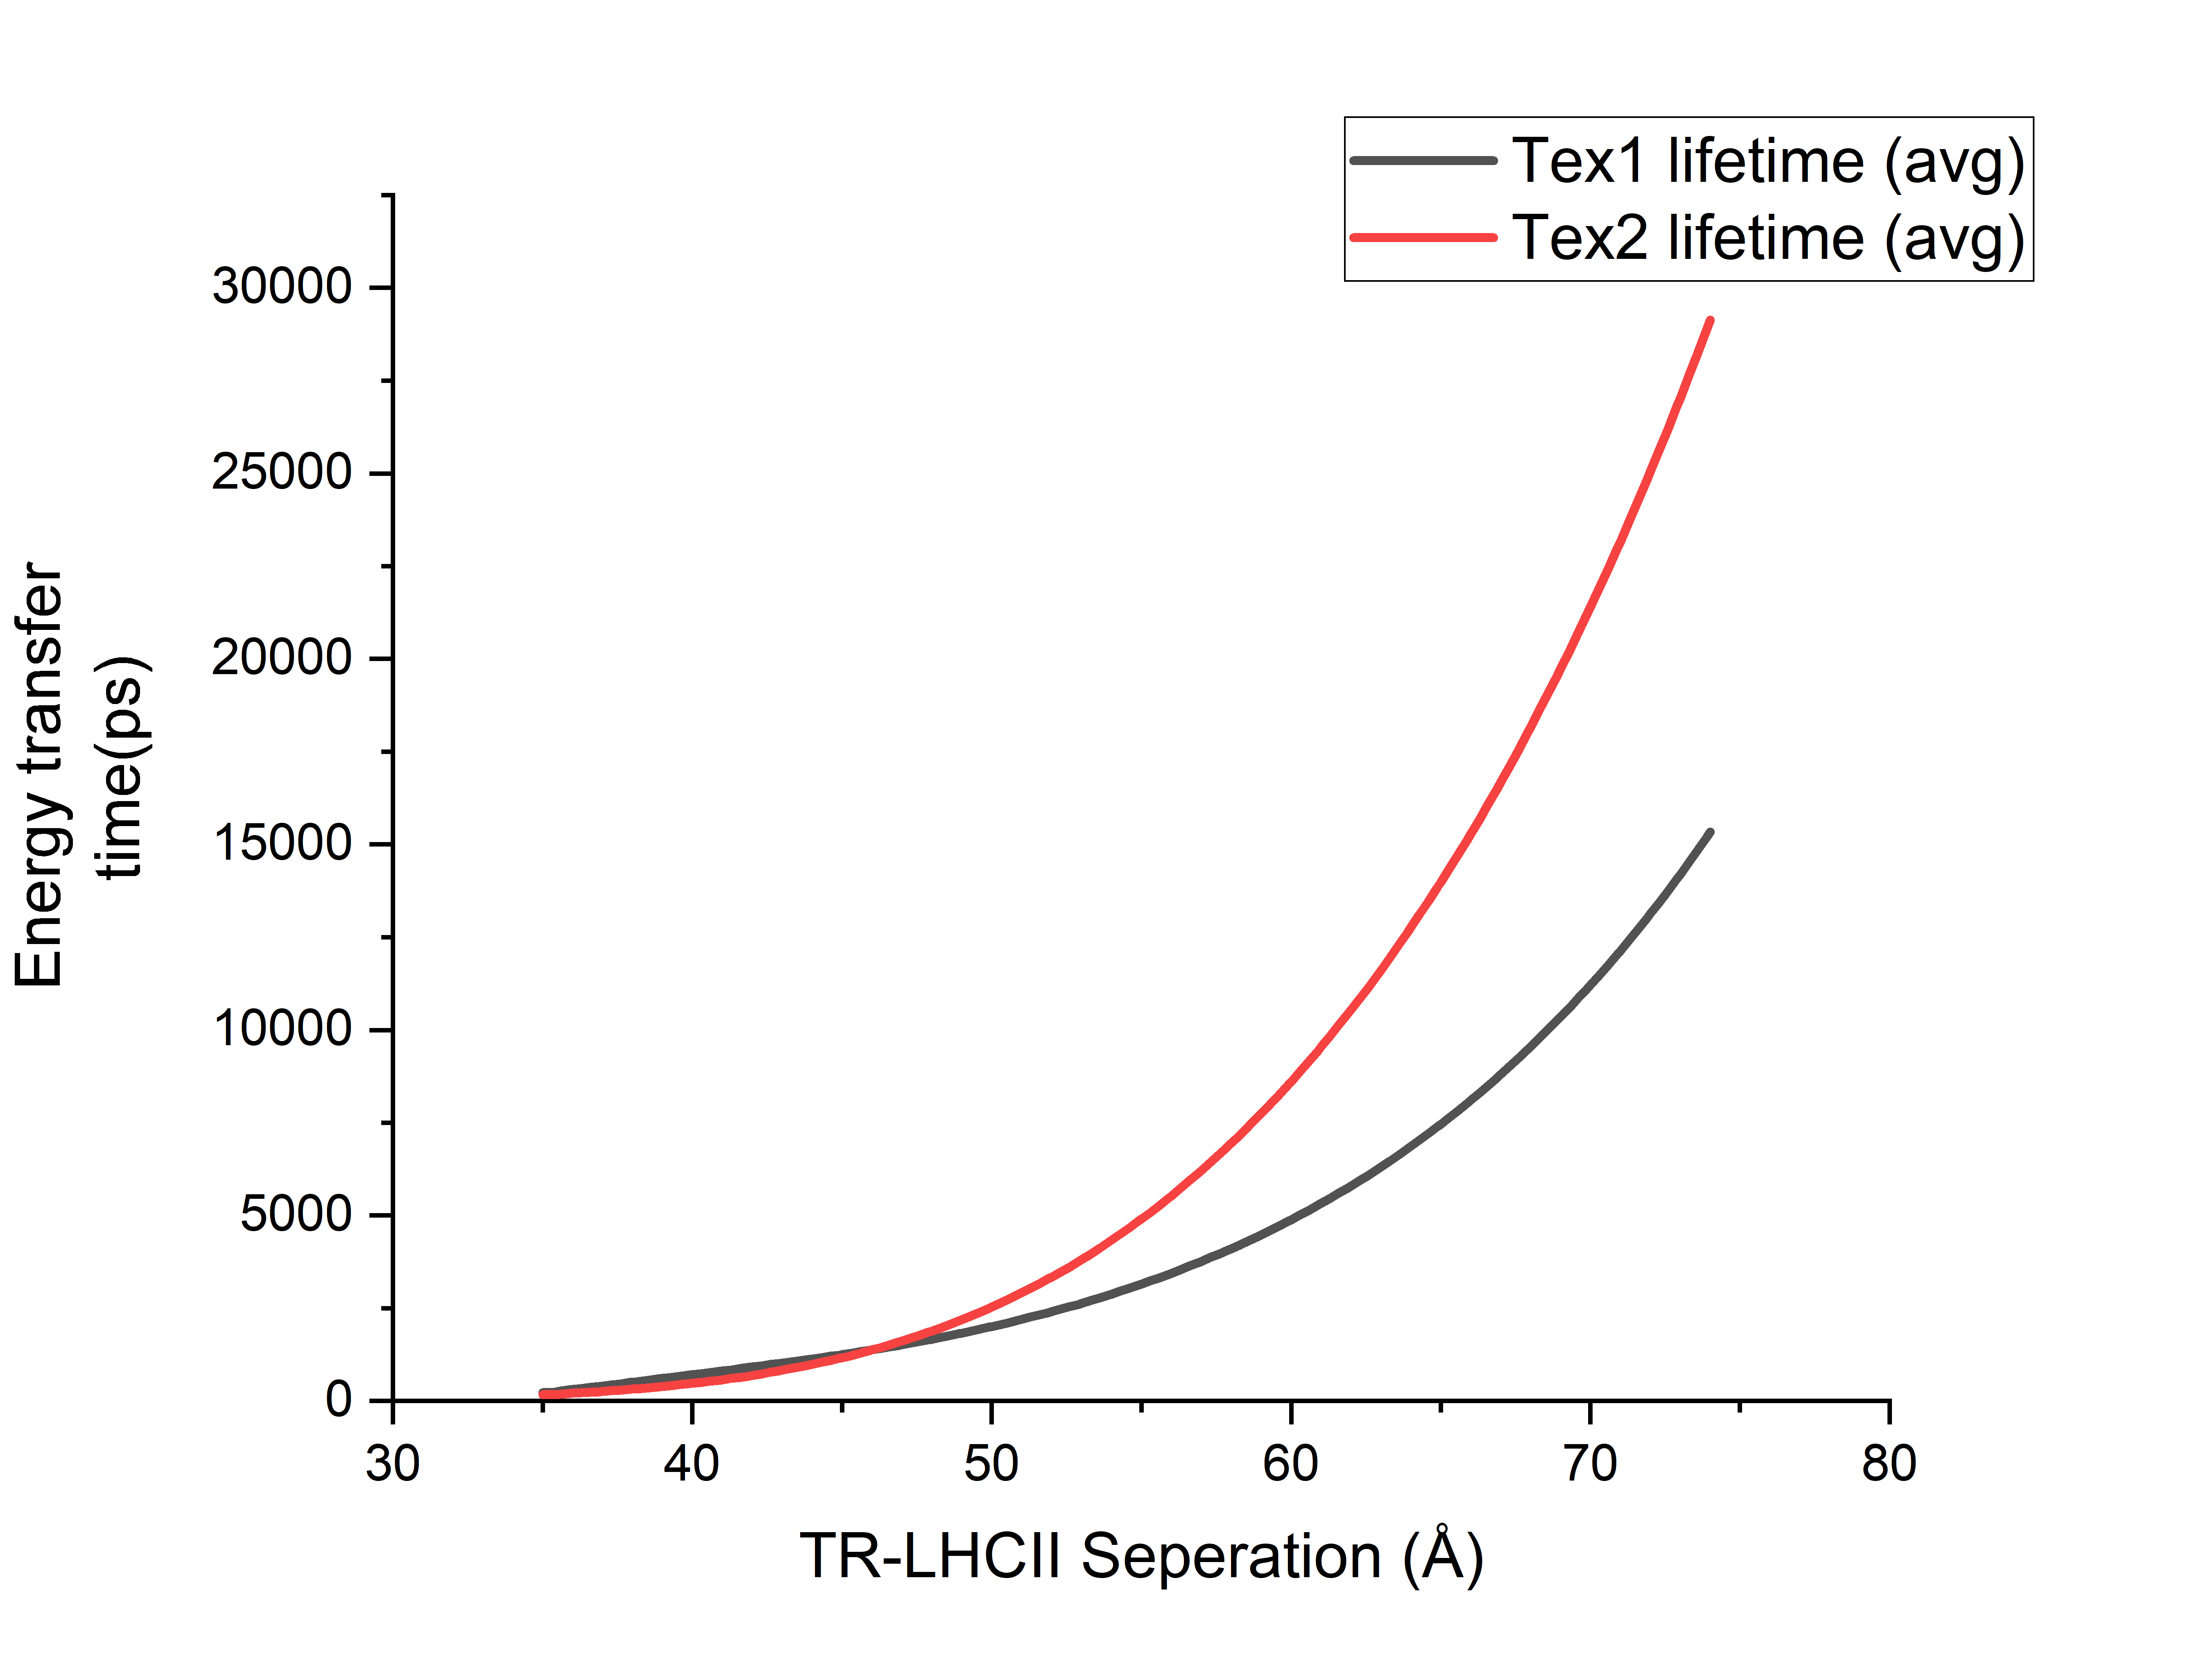 Tex1 lifetime (avg)
Tex2 lifetime (avg)
30000
25000
20000
15000
10000
5000
0
Energy transfer
time(ps)
30 40 50 60 70 80
TR-LHCII Seperation (Å)